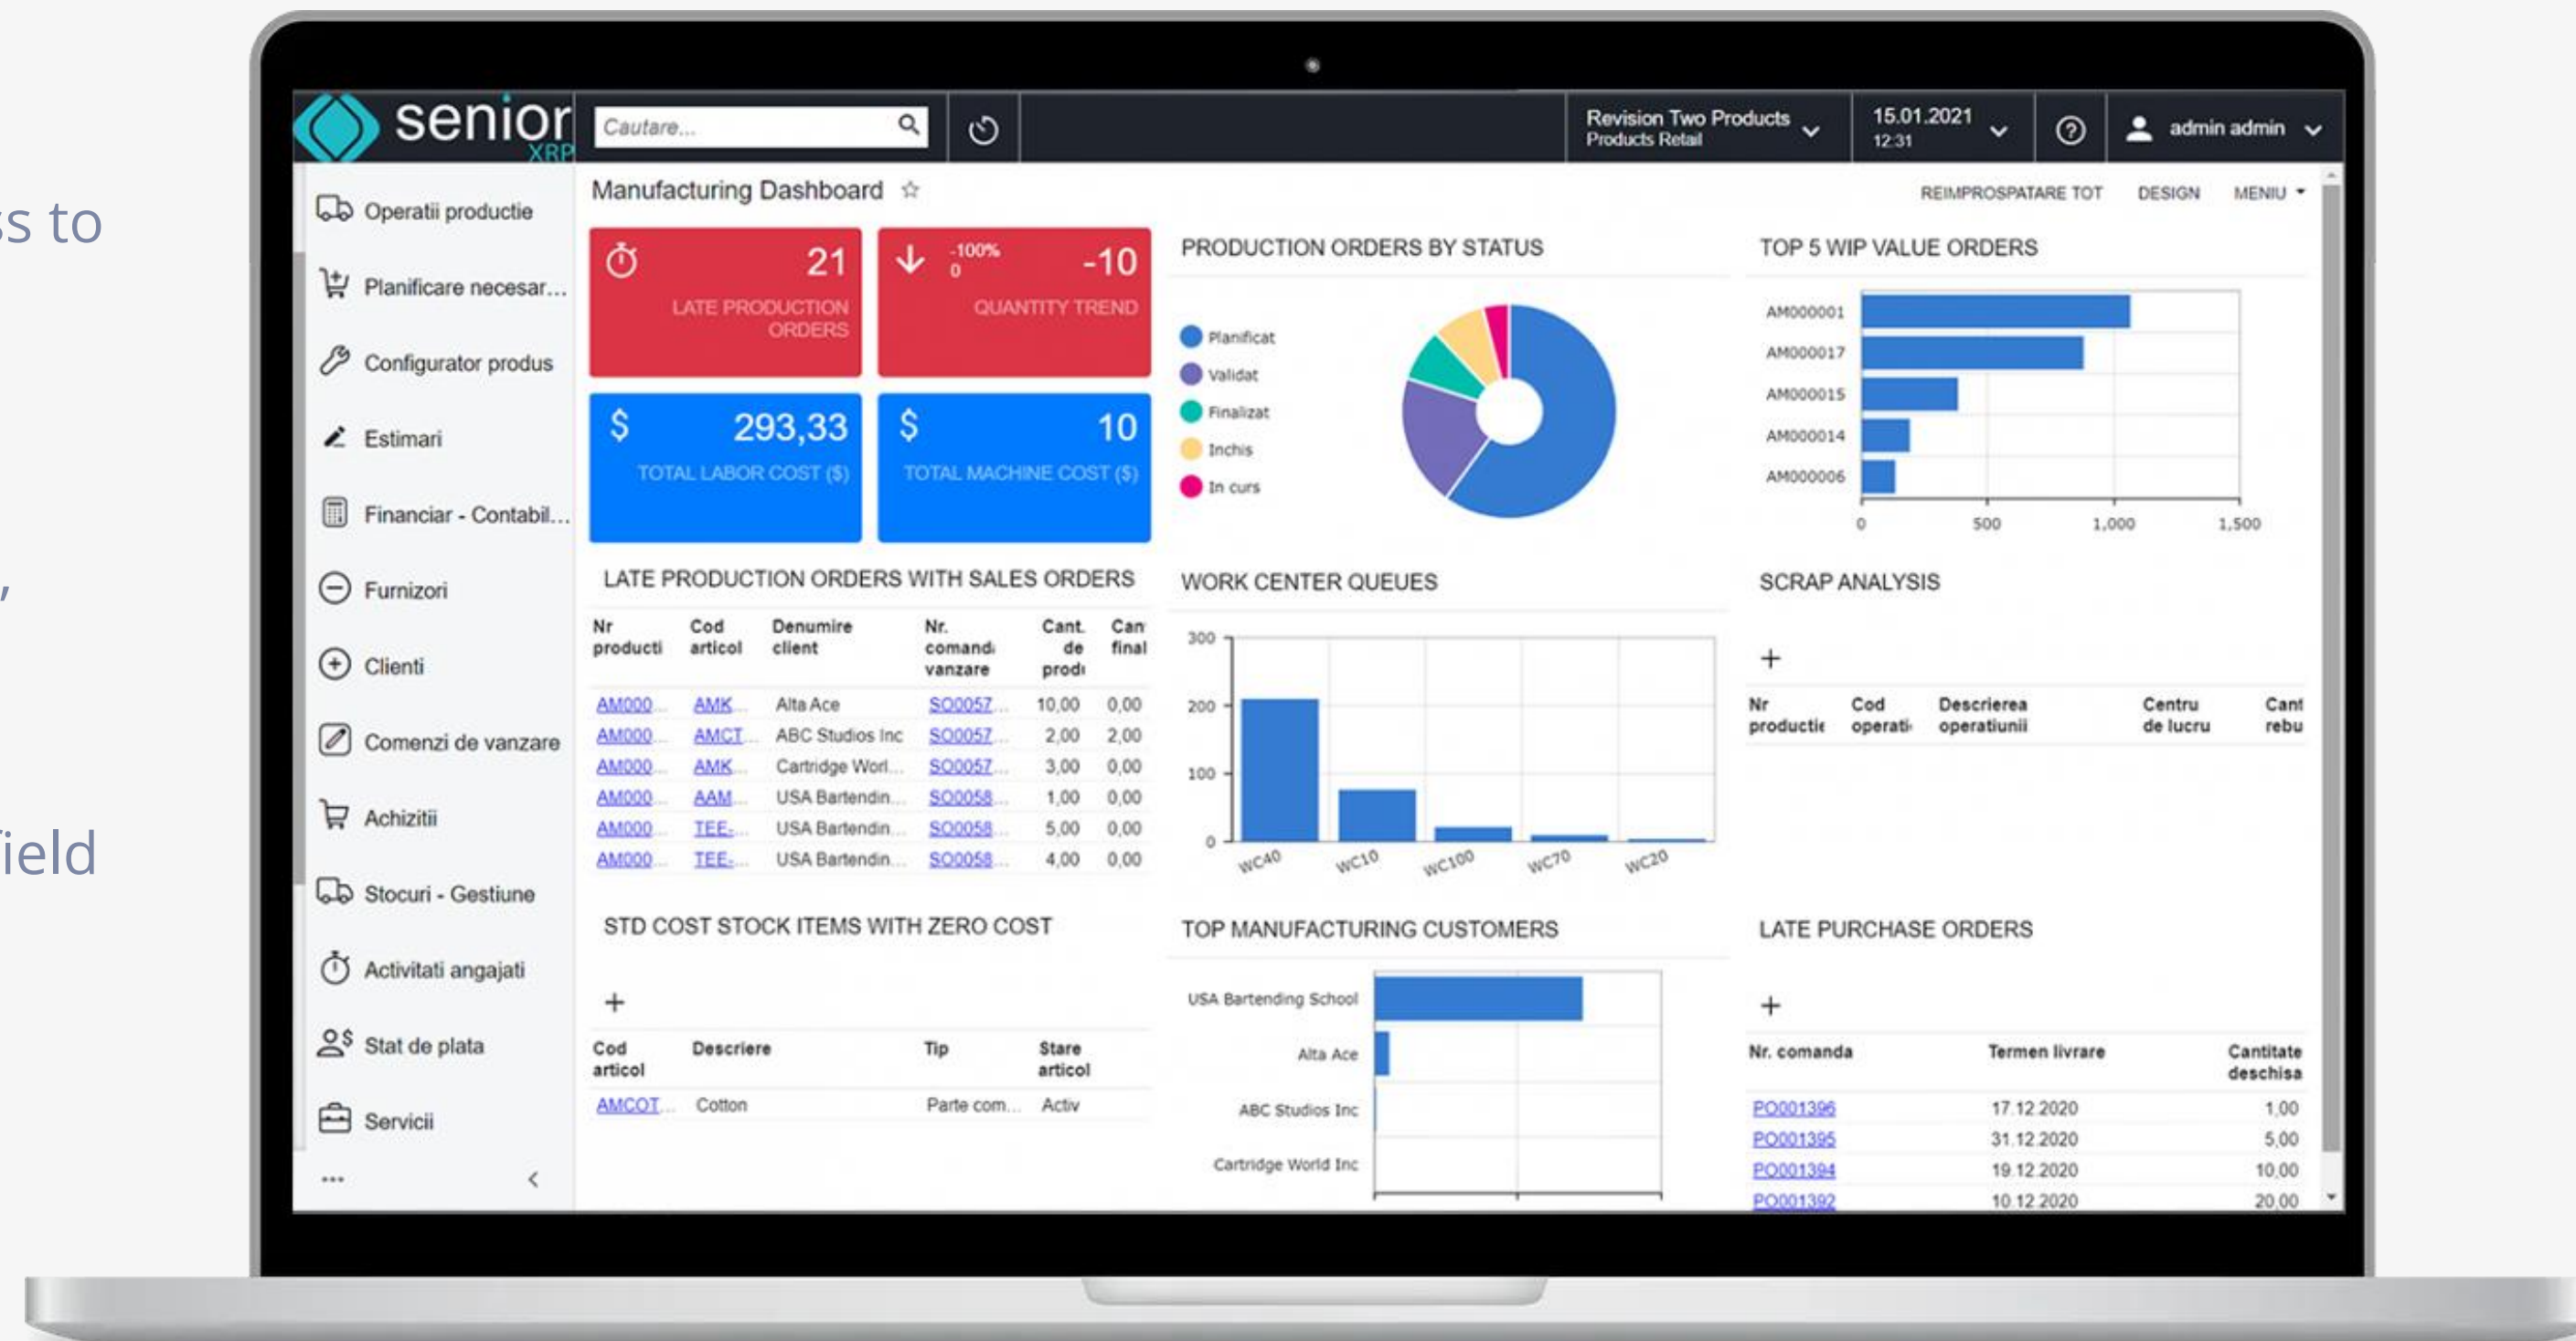 ss to
,
ield
senior
XRP
Cautare...
Revision Two Products
Products Retail
15.01.2021
12:31
admin admin
Operatii productie
Planificare necesar...
Configurator produs
Estimari
Financiar - Contabil...
Furnizori
Clienti
Comenzi de vanzare
Achizitii
Stocuri - Gestiune
Activitati angajati
Stat de plata
Servicii
...
Manufacturing Dashboard
REIMPROSPATARE TOT DESIGN MENIU
21
LATE PRODUCTION
ORDERS
-100%
0
-10
QUANTITY TREND
$ 293,33
TOTAL LABOR COST ($)
$ 10
TOTAL MACHINE COST ($)
PRODUCTION ORDERS BY STATUS
Planificat
Validat
Finalizat
Inchis
In curs
TOP 5 WIP VALUE ORDERS
AM000001
AM000017
AM000015
AM000014
AM000006
0 500 1,000 1,500
LATE PRODUCTION ORDERS WITH SALES ORDERS
Nr Cod Denumire Nr. Cant. Can
producti articol client comanda de final
vanzare prod
AM000... AMK... Alta Ace SO0057... 10,00 0,00
AM000... AMCT... ABC Studios Inc SO0057... 2,00 2,00
AM000... AMK... Cartridge Worl... SO0057... 3,00 0,00
AM000... AAM... USA Bartendin... SO0058... 1,00 0,00
AM000... TEE-... USA Bartendin... SO0058... 5,00 0,00
AM000... TEE-... USA Bartendin... SO0058... 4,00 0,00
WORK CENTER QUEUES
300
200
100
0
WC40 WC10 WC100 WC70 WC20
SCRAP ANALYSIS
+
Nr Cod Descrierea Centru Cant
productie operati operatiunii de lucru rebu
STD COST STOCK ITEMS WITH ZERO COST
+
Cod Descriere Tip Stare
articol articol
AMCOT... Cotton Parte com... Activ
TOP MANUFACTURING CUSTOMERS
USA Bartending School
Alta Ace
ABC Studios Inc
Cartridge World Inc
LATE PURCHASE ORDERS
+
Nr. comanda Termen livrare Cantitate
deschisa
PO001396 17.12.2020 1,00
PO001395 31.12.2020 5,00
PO001394 19.12.2020 10,00
PO001392 10.12.2020 20,00